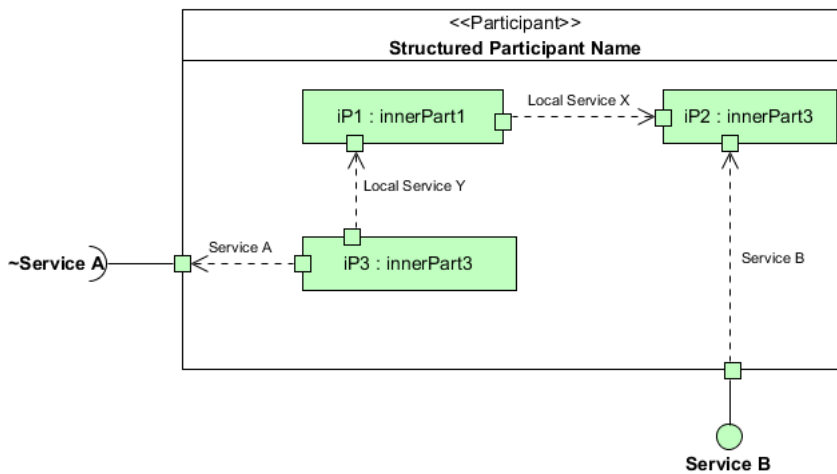 <<Participant>>
Structured Participant Name
iP1 : innerPart1
Local Service X
iP2 : innerPart3
Local Service Y
~Service A
Service A
iP3 : innerPart3
Service B
Service B